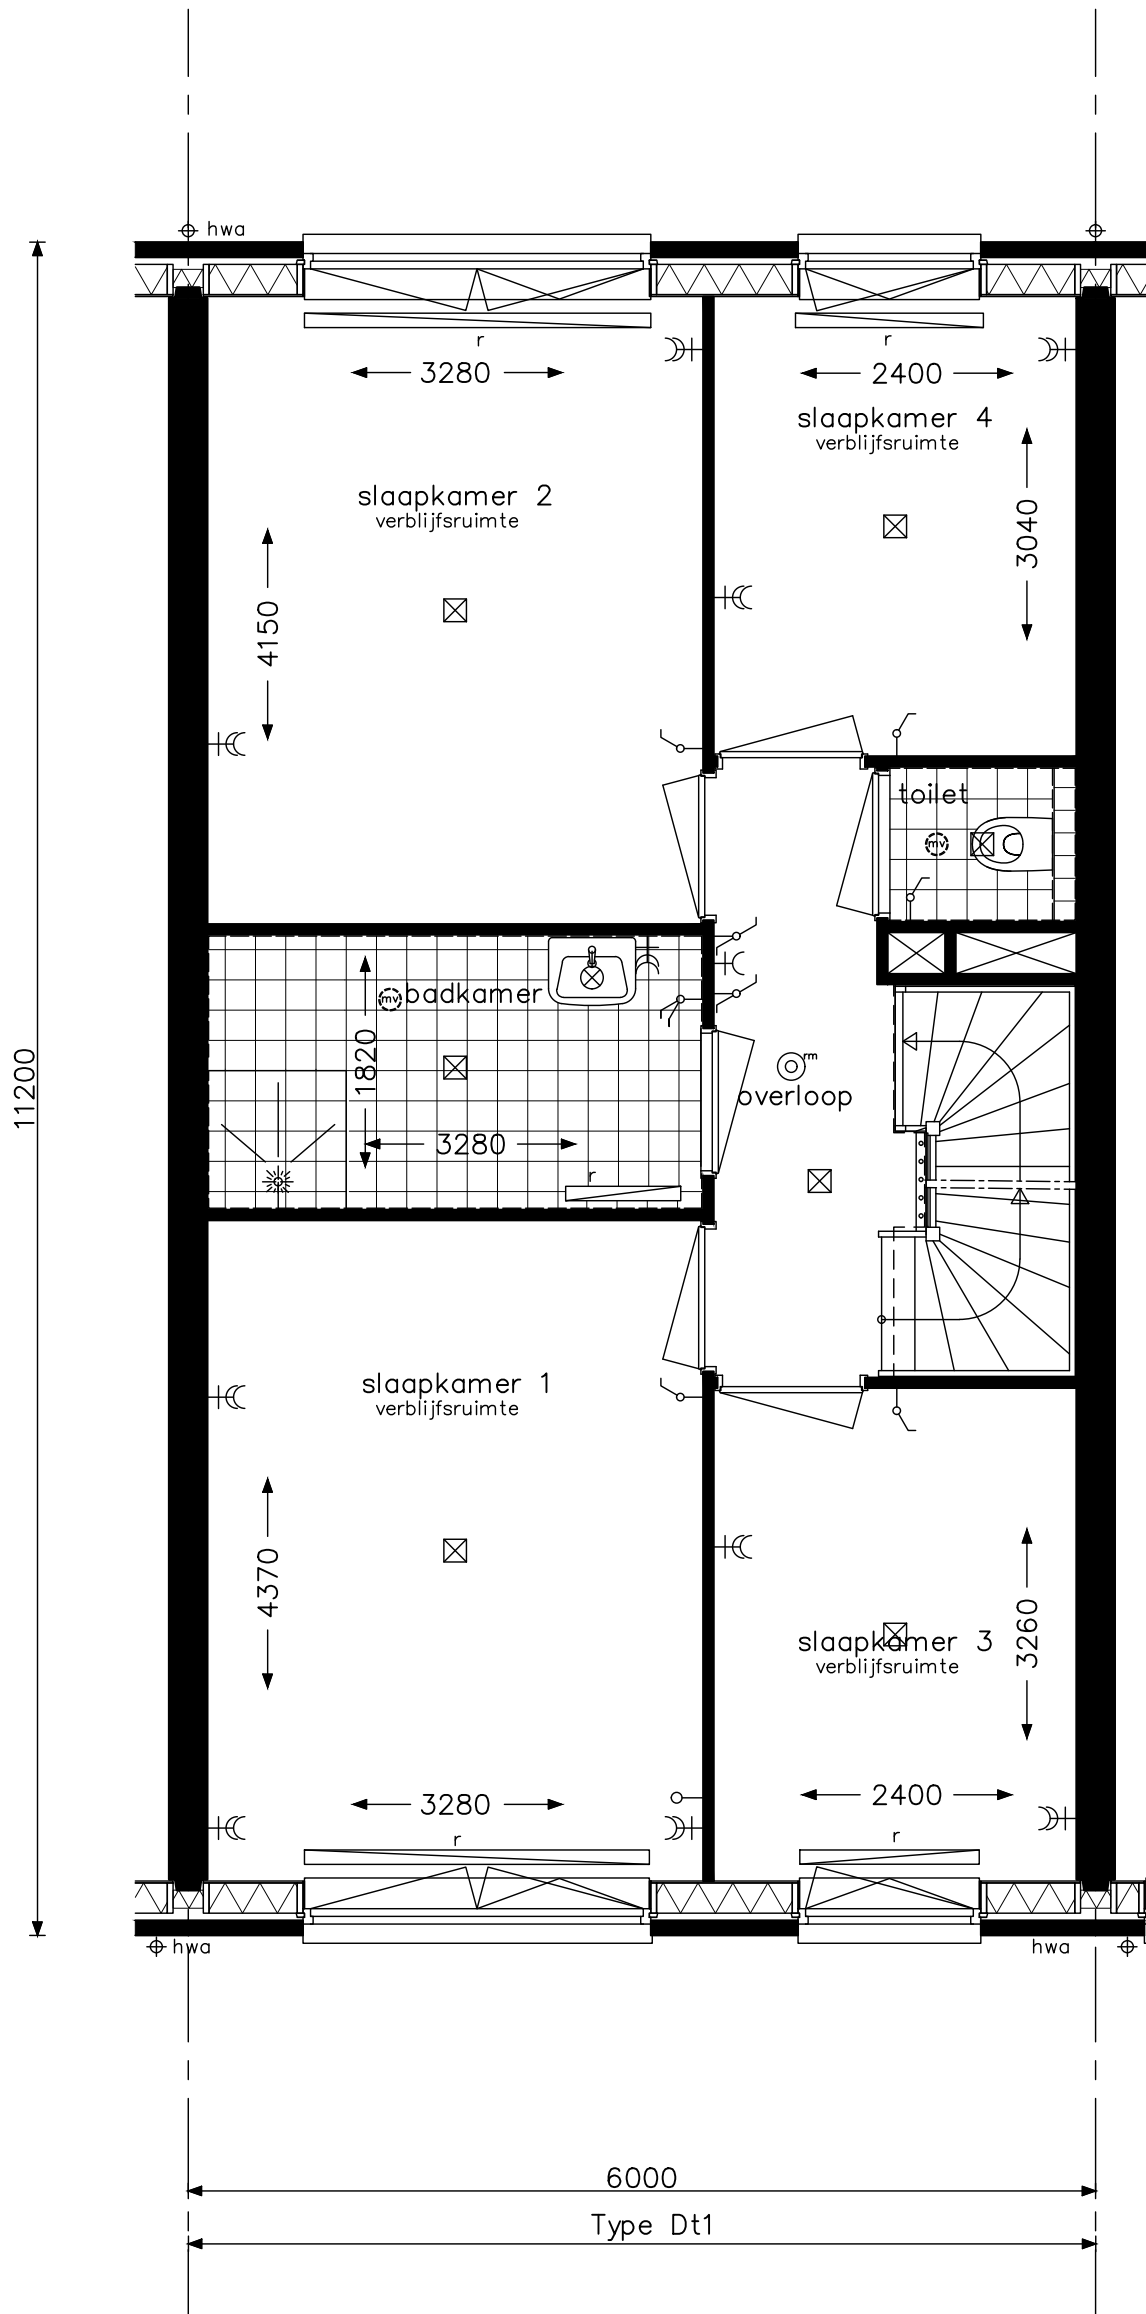 hwa
r
r
3280
2400
slaapkamer 4
verblijfsruimte
slaapkamer 2
verblijfsruimte
3040
4150
toilet
mv
mv
badkamer
1820
rm
overloop
11200
3280
r
slaapkamer 1
verblijfsruimte
4370
slaapkamer 3
verblijfsruimte
3260
3280
2400
r
r
hwa
hwa
6000
Type Dt1